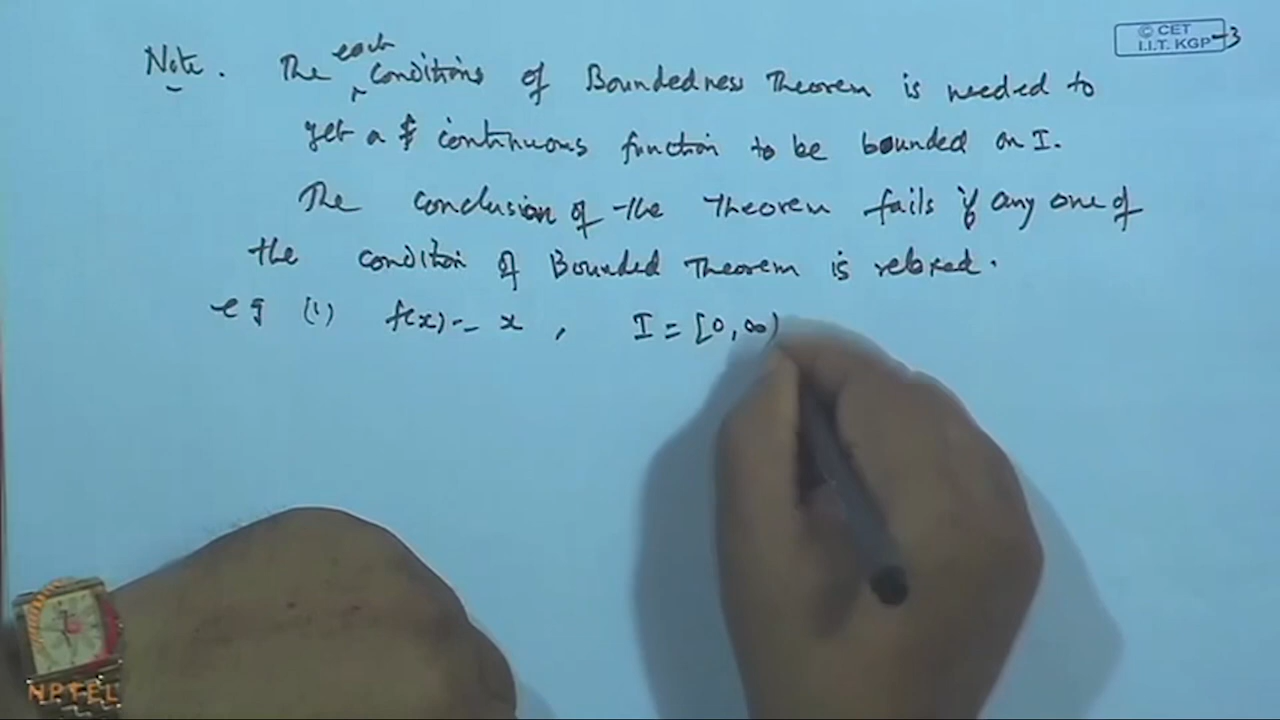 © CET
I.I.T. KGP -3
Note. The each conditions of Boundedness Theorem is needed to
get a continuous function to be bounded on I.
The conclusion of the Theorem fails if any one of
the condition of Bounded Theorem is relaxed.
eg (1) f(x) = x , I = [0, ∞)
NPTEL